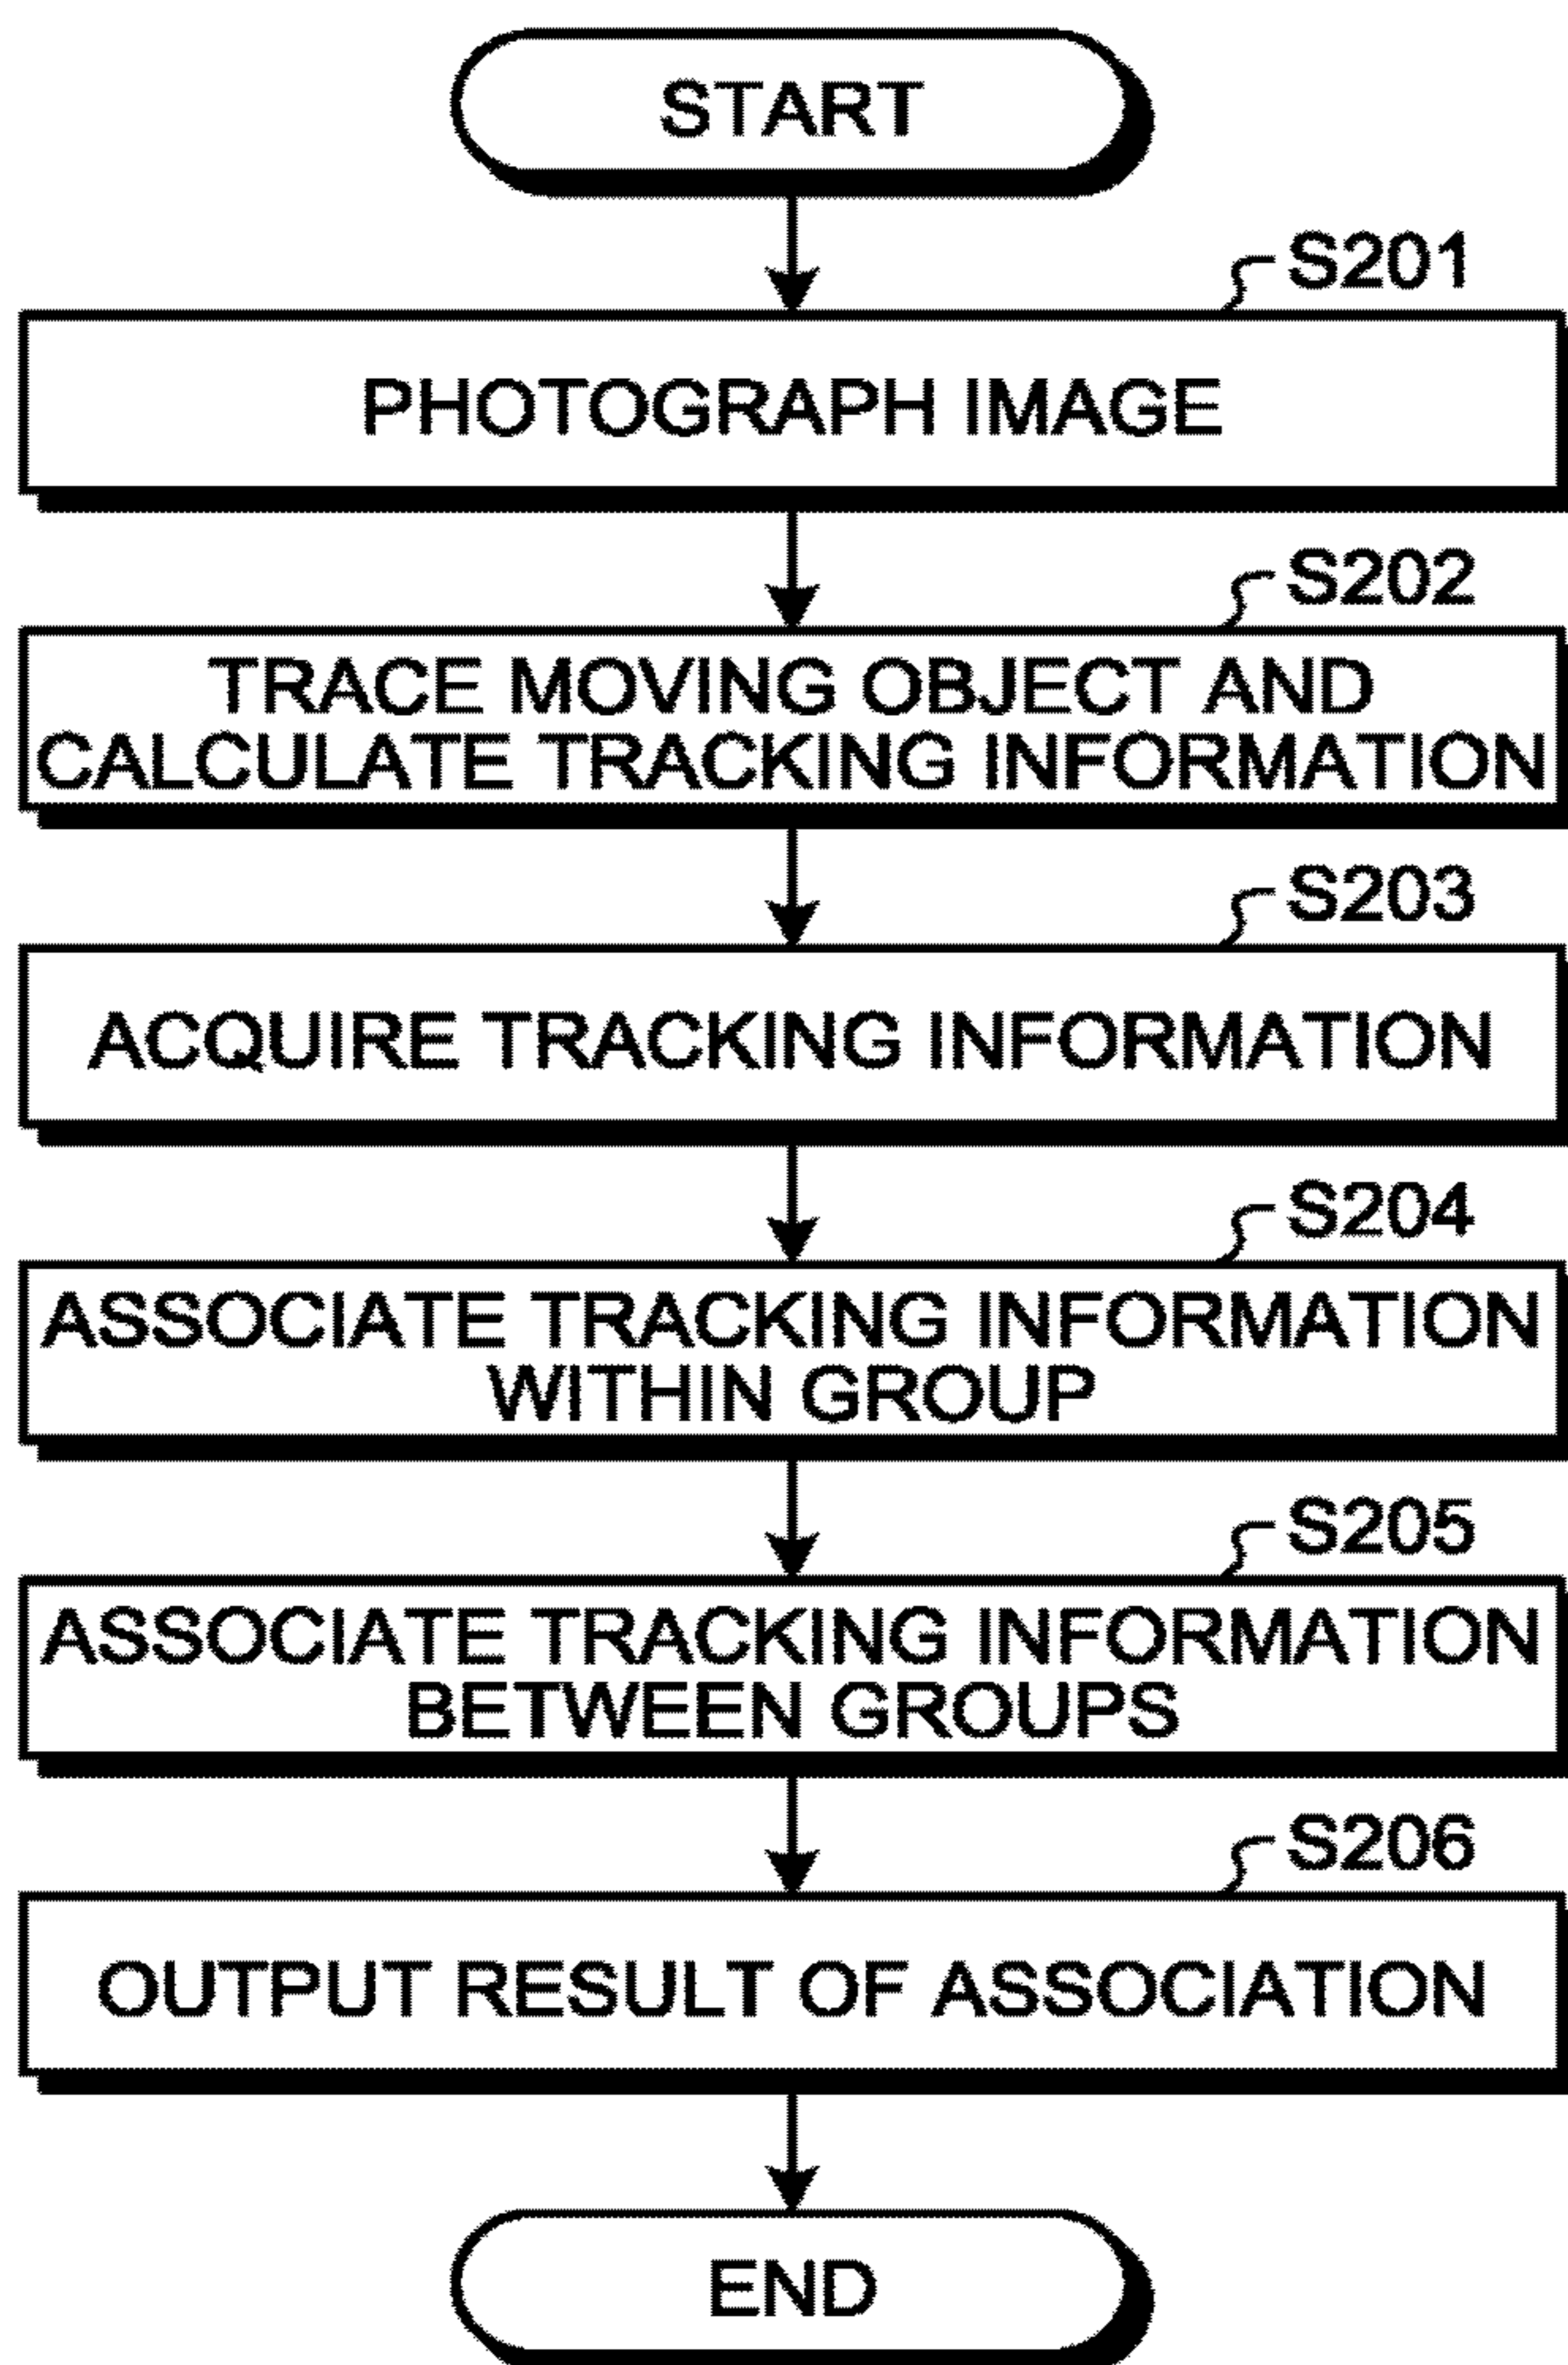 START
S201
PHOTOGRAPH IMAGE
S202
TRACE MOVING OBJECT AND
CALCULATE TRACKING INFORMATION
S203
ACQUIRE TRACKING INFORMATION
S204
ASSOCIATE TRACKING INFORMATION
WITHIN GROUP
S205
ASSOCIATE TRACKING INFORMATION
BETWEEN GROUPS
S206
OUTPUT RESULT OF ASSOCIATION
END